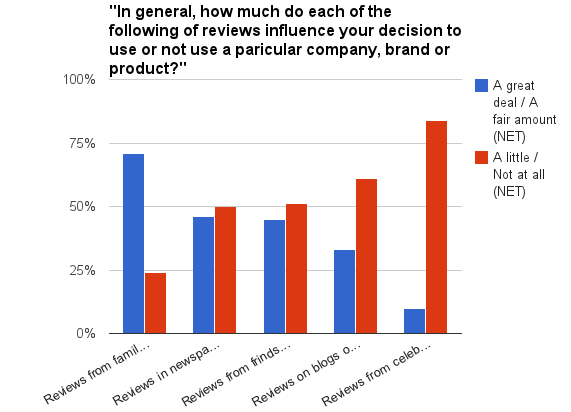 "In general, how much do each of the
following of reviews influence your decision to
use or not use a paricular company, brand or
product?"
100%
75%
50%
25%
0%
A great
deal / A
fair amount
(NET)
A little /
Not at all
(NET)
Reviews from famil...
Reviews in newspa...
Reviews from frinds...
Reviews on blogs o...
Reviews from celeb...